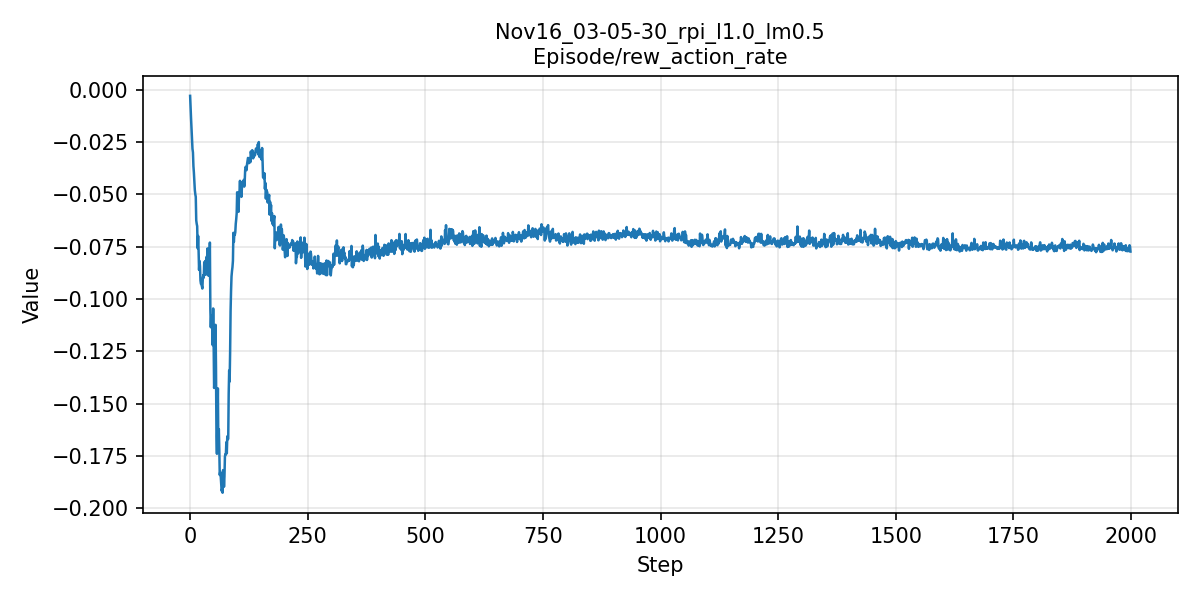 Nov16_03-05-30_rpi_l1.0_lm0.5
Episode/rew_action_rate
0.000
−0.025
−0.050
−0.075
−0.100
−0.125
−0.150
−0.175
−0.200
Value
0 250 500 750 1000 1250 1500 1750 2000
Step